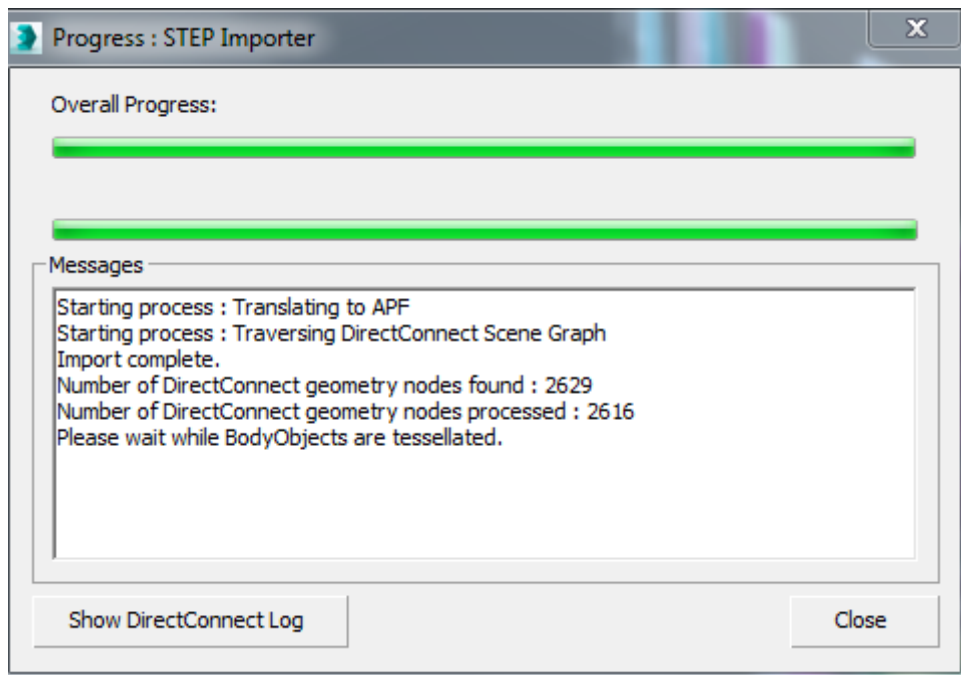 Progress : STEP Importer
Overall Progress:
Messages
Starting process : Translating to APF
Starting process : Traversing DirectConnect Scene Graph
Import complete.
Number of DirectConnect geometry nodes found : 2629
Number of DirectConnect geometry nodes processed : 2616
Please wait while BodyObjects are tessellated.
Show DirectConnect Log
Close